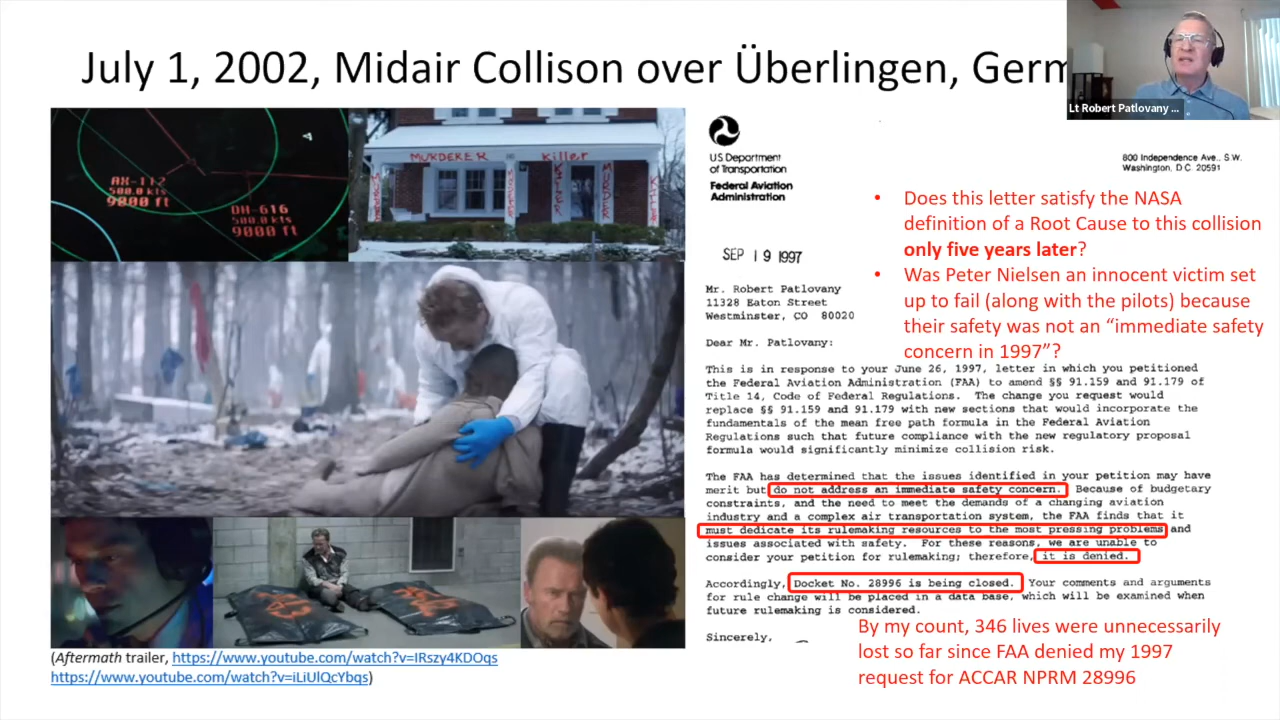 July 1, 2002, Midair Collison over Überlingen, Germ
Lt Robert Patlovany ...
AX-112
500.0 kts
9000 ft
DH-616
500.0 kts
9000 ft
MURDERER Killer
KILLER
MURDER
(Aftermath trailer, https://www.youtube.com/watch?v=IRszy4KDOqs
https://www.youtube.com/watch?v=iLiUlQcYbqs)
US Department
of Transportation
Federal Aviation
Administration
800 Independence Ave., S.W.
Washington, D.C. 20591
SEP 19 1997
Mr. Robert Patlovany
11328 Eaton Street
Westminster, CO 80020
Dear Mr. Patlovany:
This is in response to your June 26, 1997, letter in which you petitioned
the Federal Aviation Administration (FAA) to amend §§ 91.159 and 91.179 of
Title 14, Code of Federal Regulations. The change you request would
replace §§ 91.159 and 91.179 with new sections that would incorporate the
fundamentals of the mean free path formula in the Federal Aviation
Regulations such that future compliance with the new regulatory proposal
formula would significantly minimize collision risk.
The FAA has determined that the issues identified in your petition may have
merit but do not address an immediate safety concern. Because of budgetary
constraints, and the need to meet the demands of a changing aviation
industry and a complex air transportation system, the FAA finds that it
must dedicate its rulemaking resources to the most pressing problems and
issues associated with safety. For these reasons, we are unable to
consider your petition for rulemaking; therefore, it is denied.
Accordingly, Docket No. 28996 is being closed. Your comments and arguments
for rule change will be placed in a data base, which will be examined when
future rulemaking is considered.
Sincerely,
• Does this letter satisfy the NASA
definition of a Root Cause to this collision
only five years later?
• Was Peter Nielsen an innocent victim set
up to fail (along with the pilots) because
their safety was not an “immediate safety
concern in 1997”?
By my count, 346 lives were unnecessarily
lost so far since FAA denied my 1997
request for ACCAR NPRM 28996